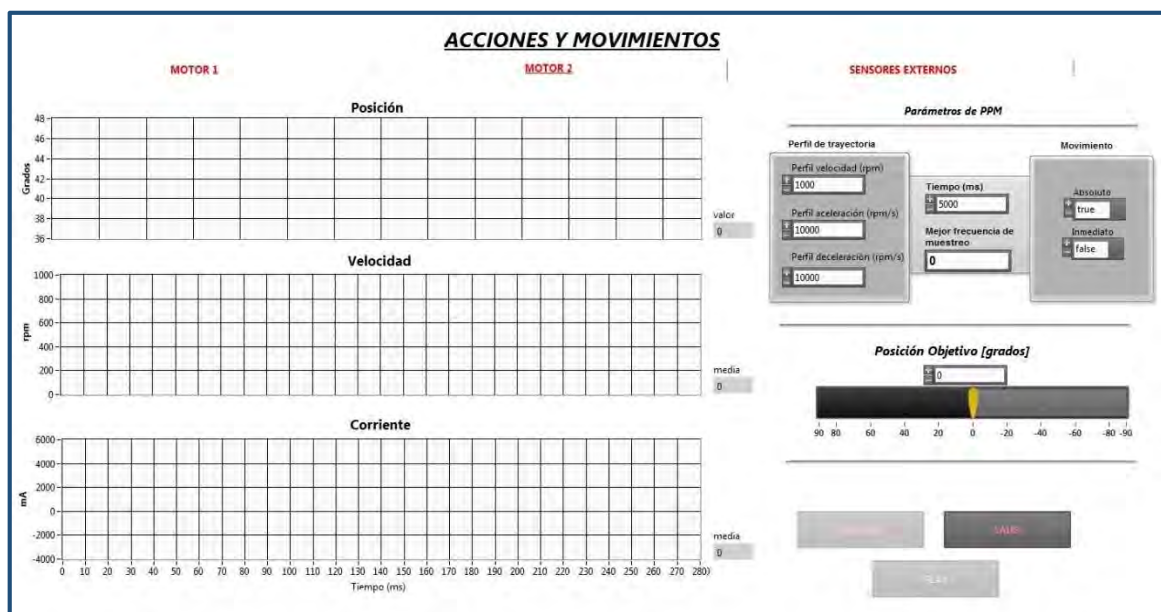 ACCIONES Y MOVIMIENTOS
MOTOR 1 MOTOR 2 SENSORES EXTERNOS
Posición
48
46
44
42
40
38
36
Grados
valor
0
Velocidad
1000
800
600
400
200
0
rpm
media
0
Corriente
6000
4000
2000
0
-2000
-4000
mA
media
0
0 10 20 30 40 50 60 70 80 90 100 110 120 130 140 150 160 170 180 190 200 210 220 230 240 250 260 270 280
Tiempo (ms)
Parámetros de PPM
Perfil de trayectoria
Perfil velocidad (rpm)
1000
Perfil aceleración (rpm/s)
10000
Perfil deceleración (rpm/s)
10000
Tiempo (ms)
5000
Mejor frecuencia de
muestreo
0
Movimiento
Absoluto
true
Inmediato
false
Posición Objetivo [grados]
0
90 80 60 40 20 0 -20 -40 -60 -80 -90